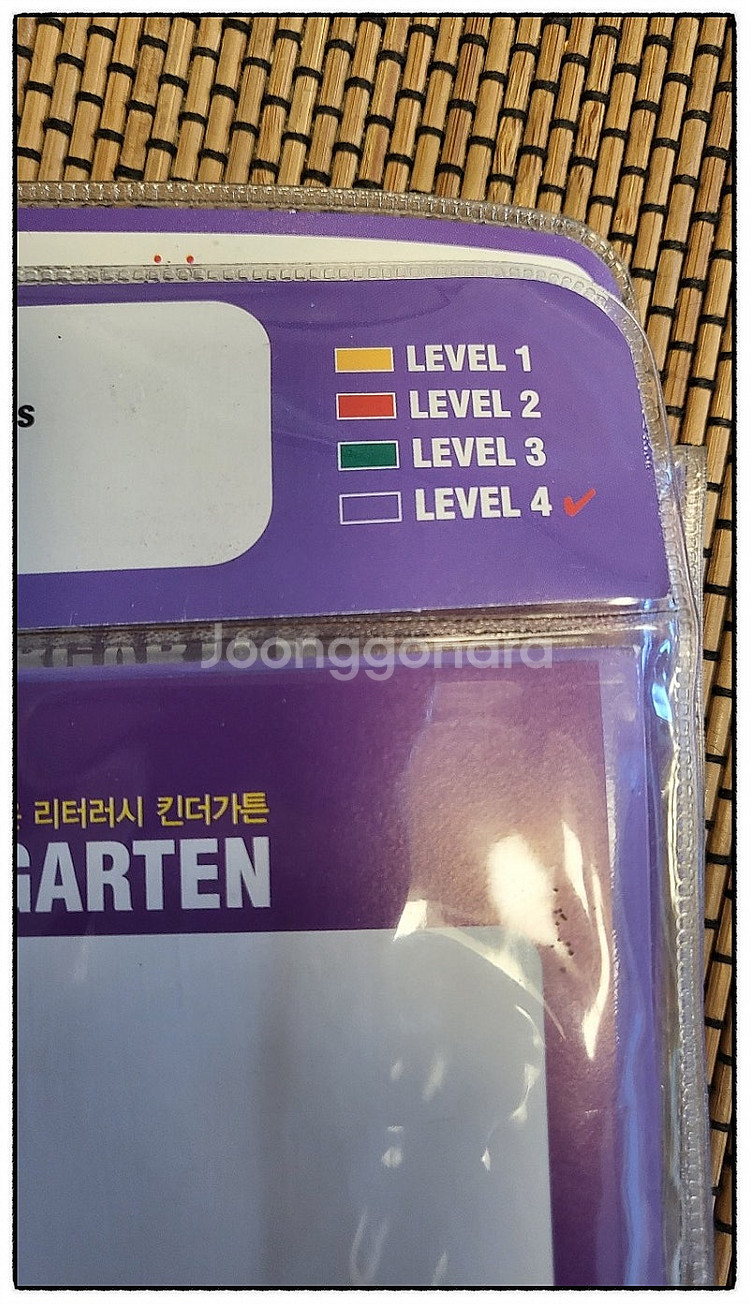 s
LEVEL 1
LEVEL 2
LEVEL 3
LEVEL 4 ✓
Joonggonara
리터러시 킨더가튼
GARTEN